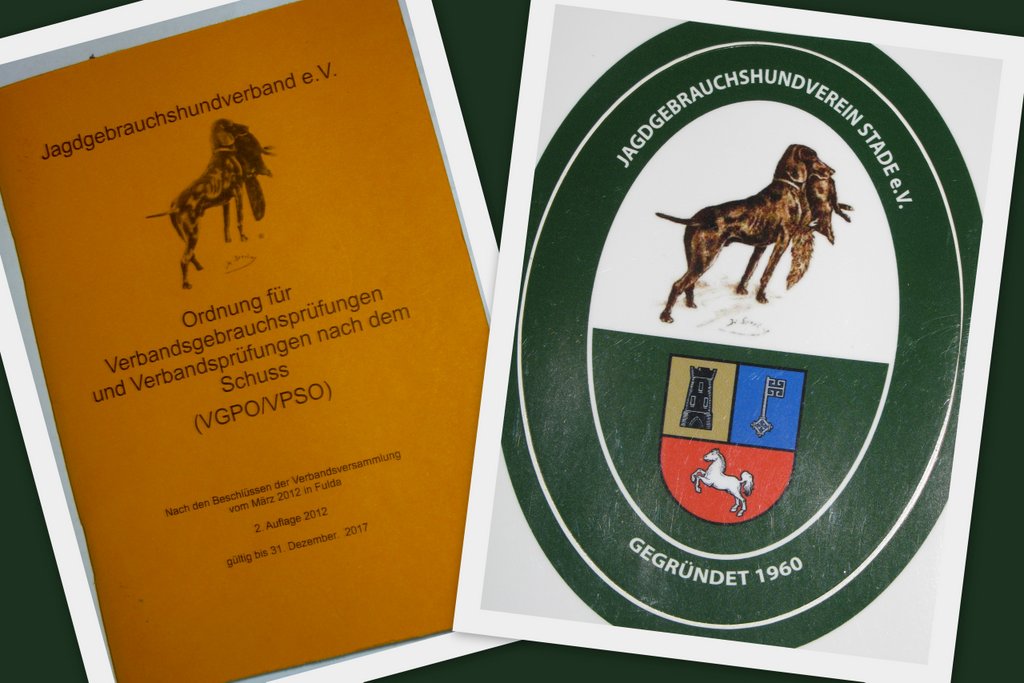 Jagdgebrauchshundverband e.V.
Ordnung für
Verbandsgebrauchsprüfungen
und Verbandsprüfungen nach dem
Schuss
(VGPO/VPSO)
Nach den Beschlüssen der Verbandsversammlung
vom März 2012 in Fulda
2. Auflage 2012
gültig bis 31. Dezember. 2017
JAGDGEBRAUCHSHUNDVEREIN STADE e.V.
GEGRÜNDET 1960